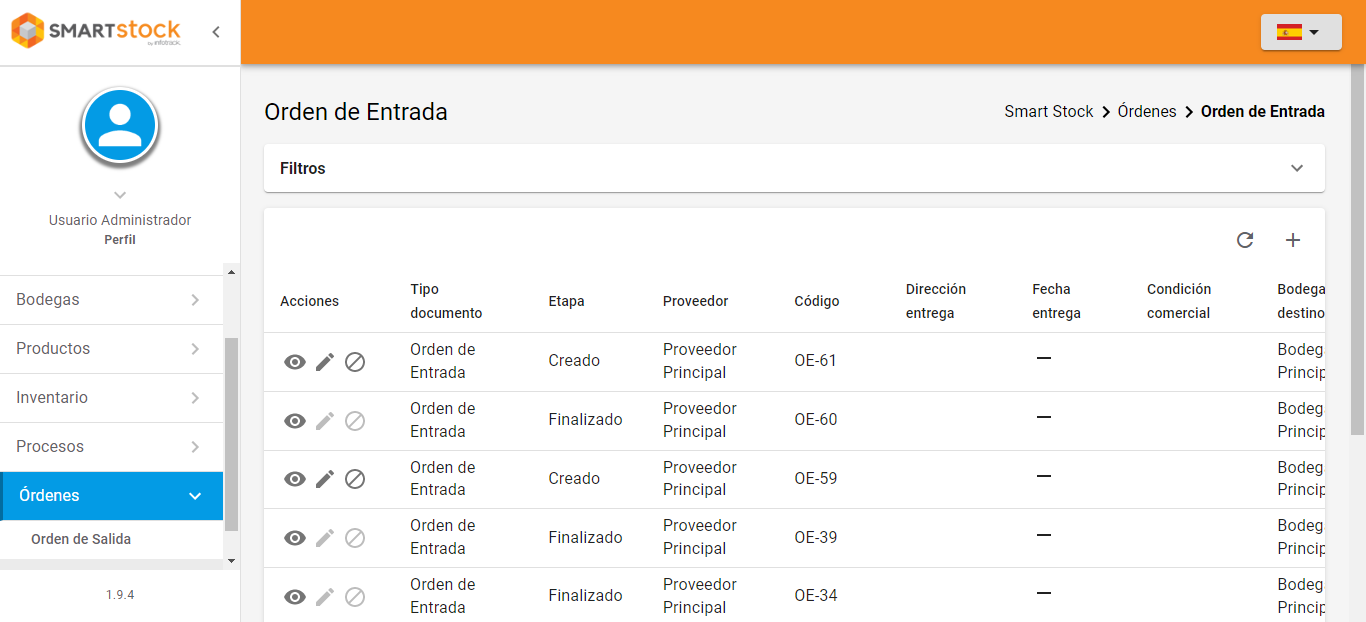 SMARTstock
by infotrack.
Usuario Administrador
Perfil
Bodegas
Productos
Inventario
Procesos
Órdenes
Orden de Salida
1.9.4
Orden de Entrada
Smart Stock > Órdenes > Orden de Entrada
Filtros
Acciones
Tipo
documento
Etapa
Proveedor
Código
Dirección
entrega
Fecha
entrega
Condición
comercial
Bodega
destino
Orden de
Entrada
Creado
Proveedor
Principal
OE-61
—
Bodeg
Princip
Orden de
Entrada
Finalizado
Proveedor
Principal
OE-60
—
Bodeg
Princip
Orden de
Entrada
Creado
Proveedor
Principal
OE-59
—
Bodeg
Princip
Orden de
Entrada
Finalizado
Proveedor
Principal
OE-39
—
Bodeg
Princip
Orden de
Entrada
Finalizado
Proveedor
Principal
OE-34
—
Bodeg
Princip